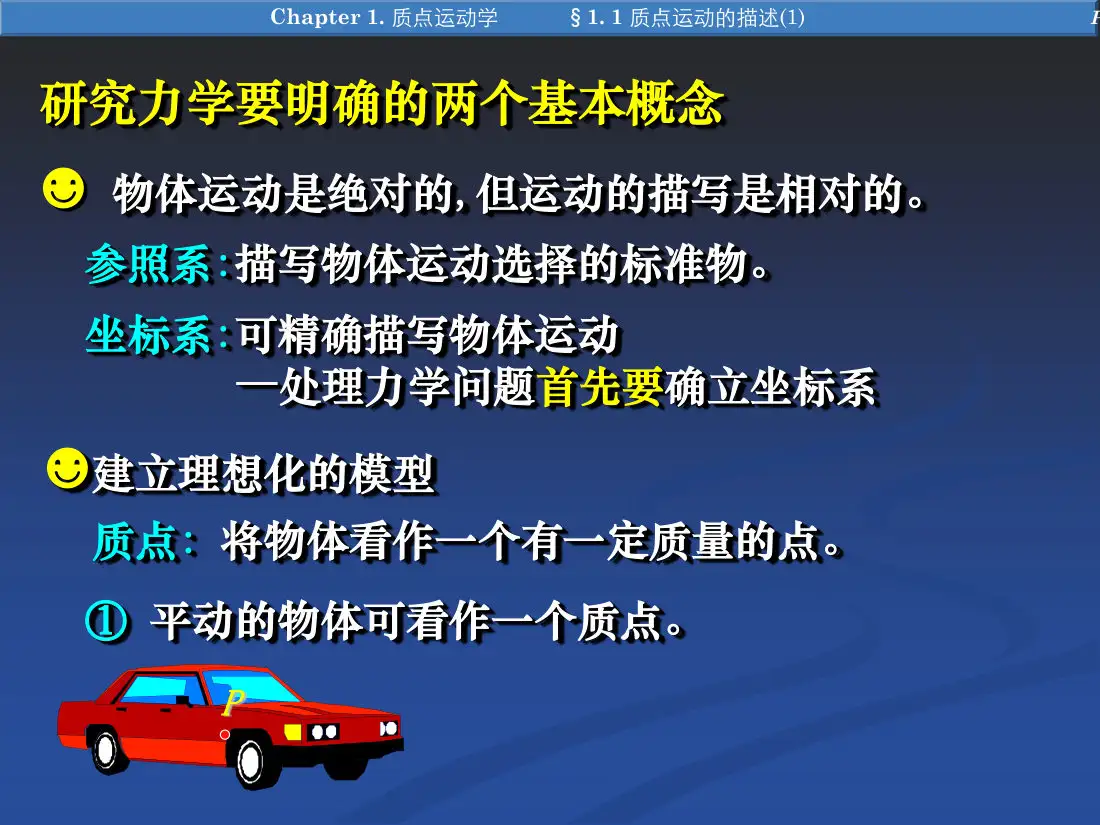 Chapter 1. 质点运动学 §1. 1 质点运动的描述(1) P
研究力学要明确的两个基本概念
物体运动是绝对的, 但运动的描写是相对的。
参照系:描写物体运动选择的标准物。
坐标系:可精确描写物体运动
—处理力学问题首先要确立坐标系
建立理想化的模型
质点: 将物体看作一个有一定质量的点。
① 平动的物体可看作一个质点。
P